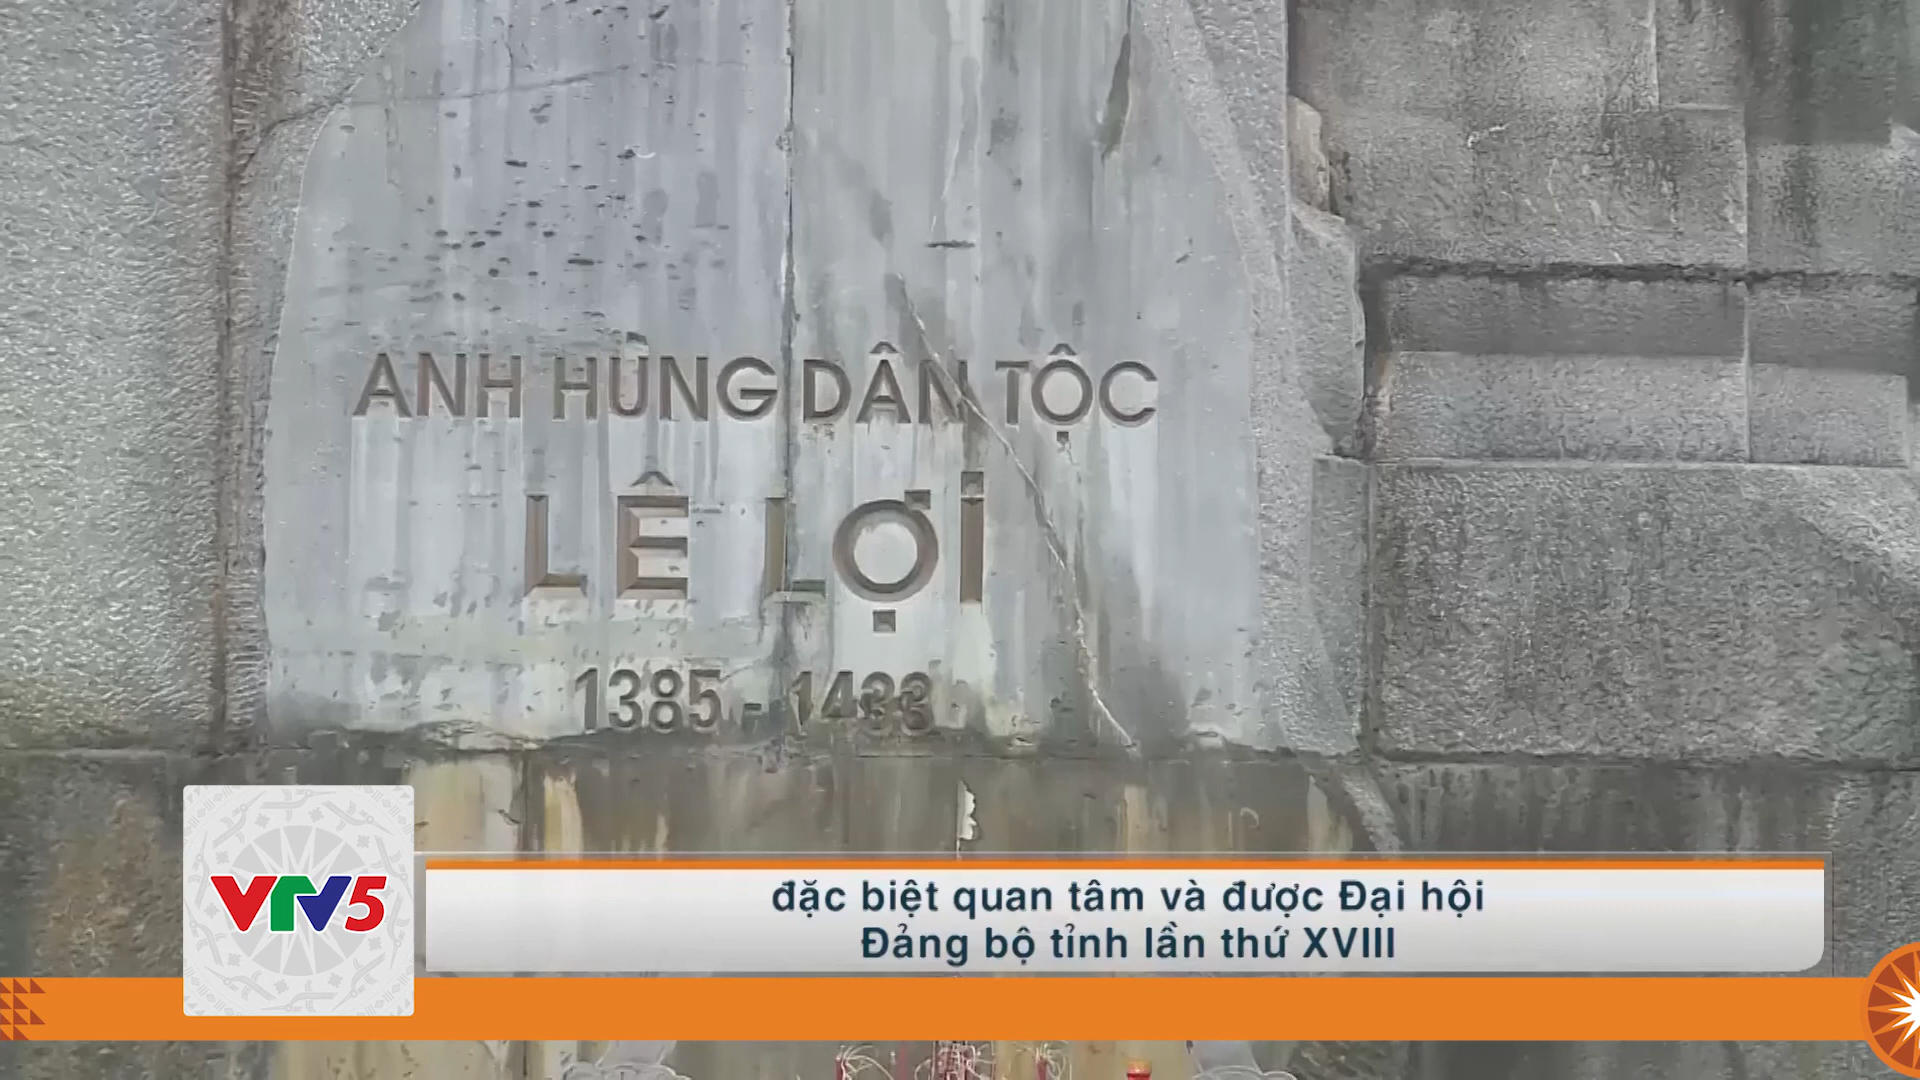 ANH HÙNG DÂN TỘC
LÊ LỢI
1385 - 1433
VTV5
đặc biệt quan tâm và được Đại hội
Đảng bộ tỉnh lần thứ XVIII